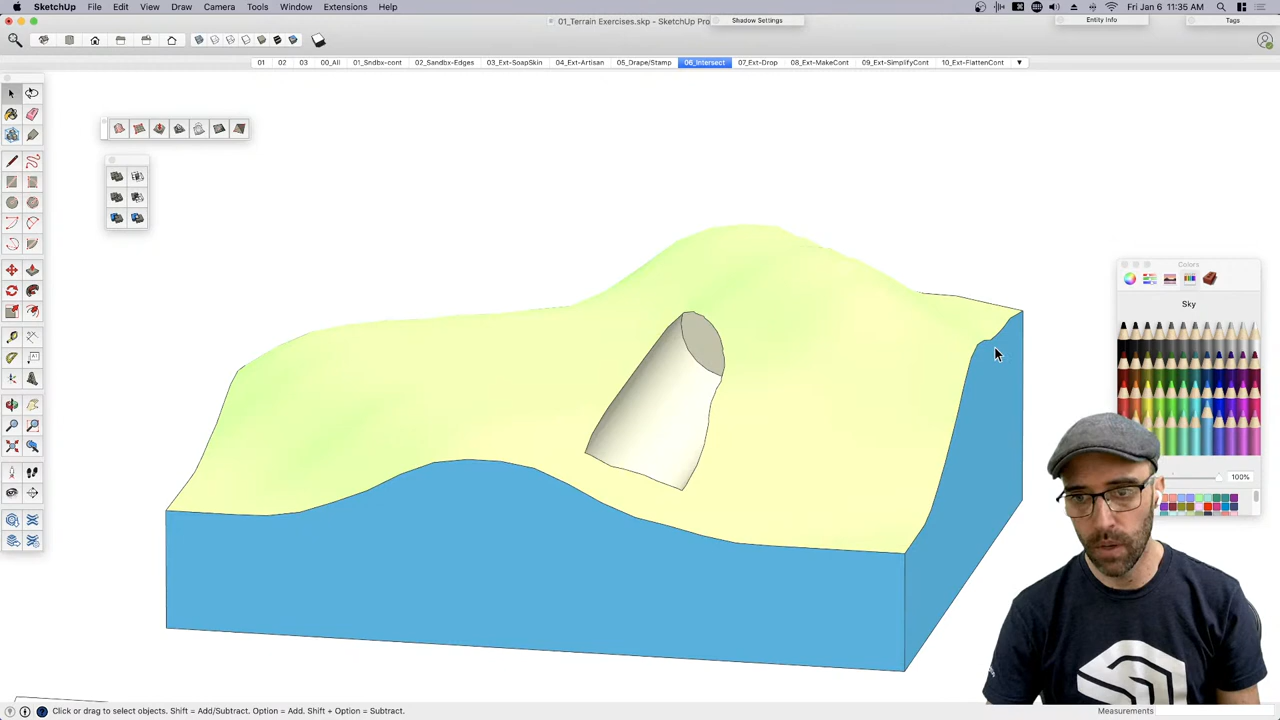 SketchUp File Edit View Draw Camera Tools Window Extensions Help
Fri Jan 6 11:35 AM
01_Terrain Exercises.skp - SketchUp Pro
Shadow Settings
Entity Info
Tags
01 02 03 00_All 01_Sndbx-cont 02_Sandbx-Edges 03_Ext-SoapSkin 04_Ext-Artisan 05_Drape/Stamp 06_Intersect 07_Ext-Drop 08_Ext-MakeCont 09_Ext-SimplifyCont 10_Ext-FlattenCont
Colors
Sky
100%
Click or drag to select objects. Shift = Add/Subtract. Option = Add. Shift + Option = Subtract.
Measurements